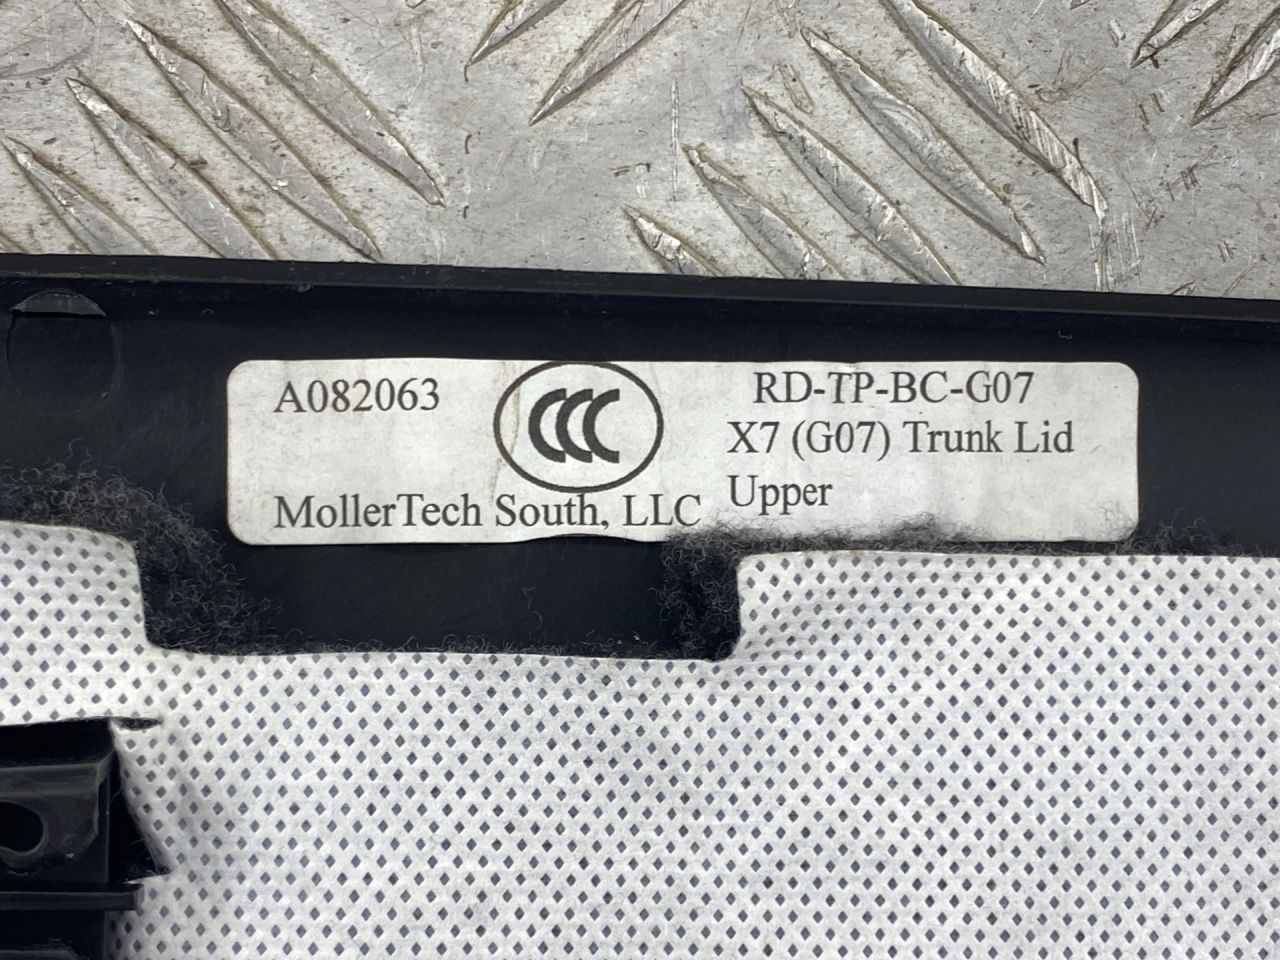 A082063
CCC
MollerTech South, LLC
RD-TP-BC-G07
X7 (G07) Trunk Lid
Upper